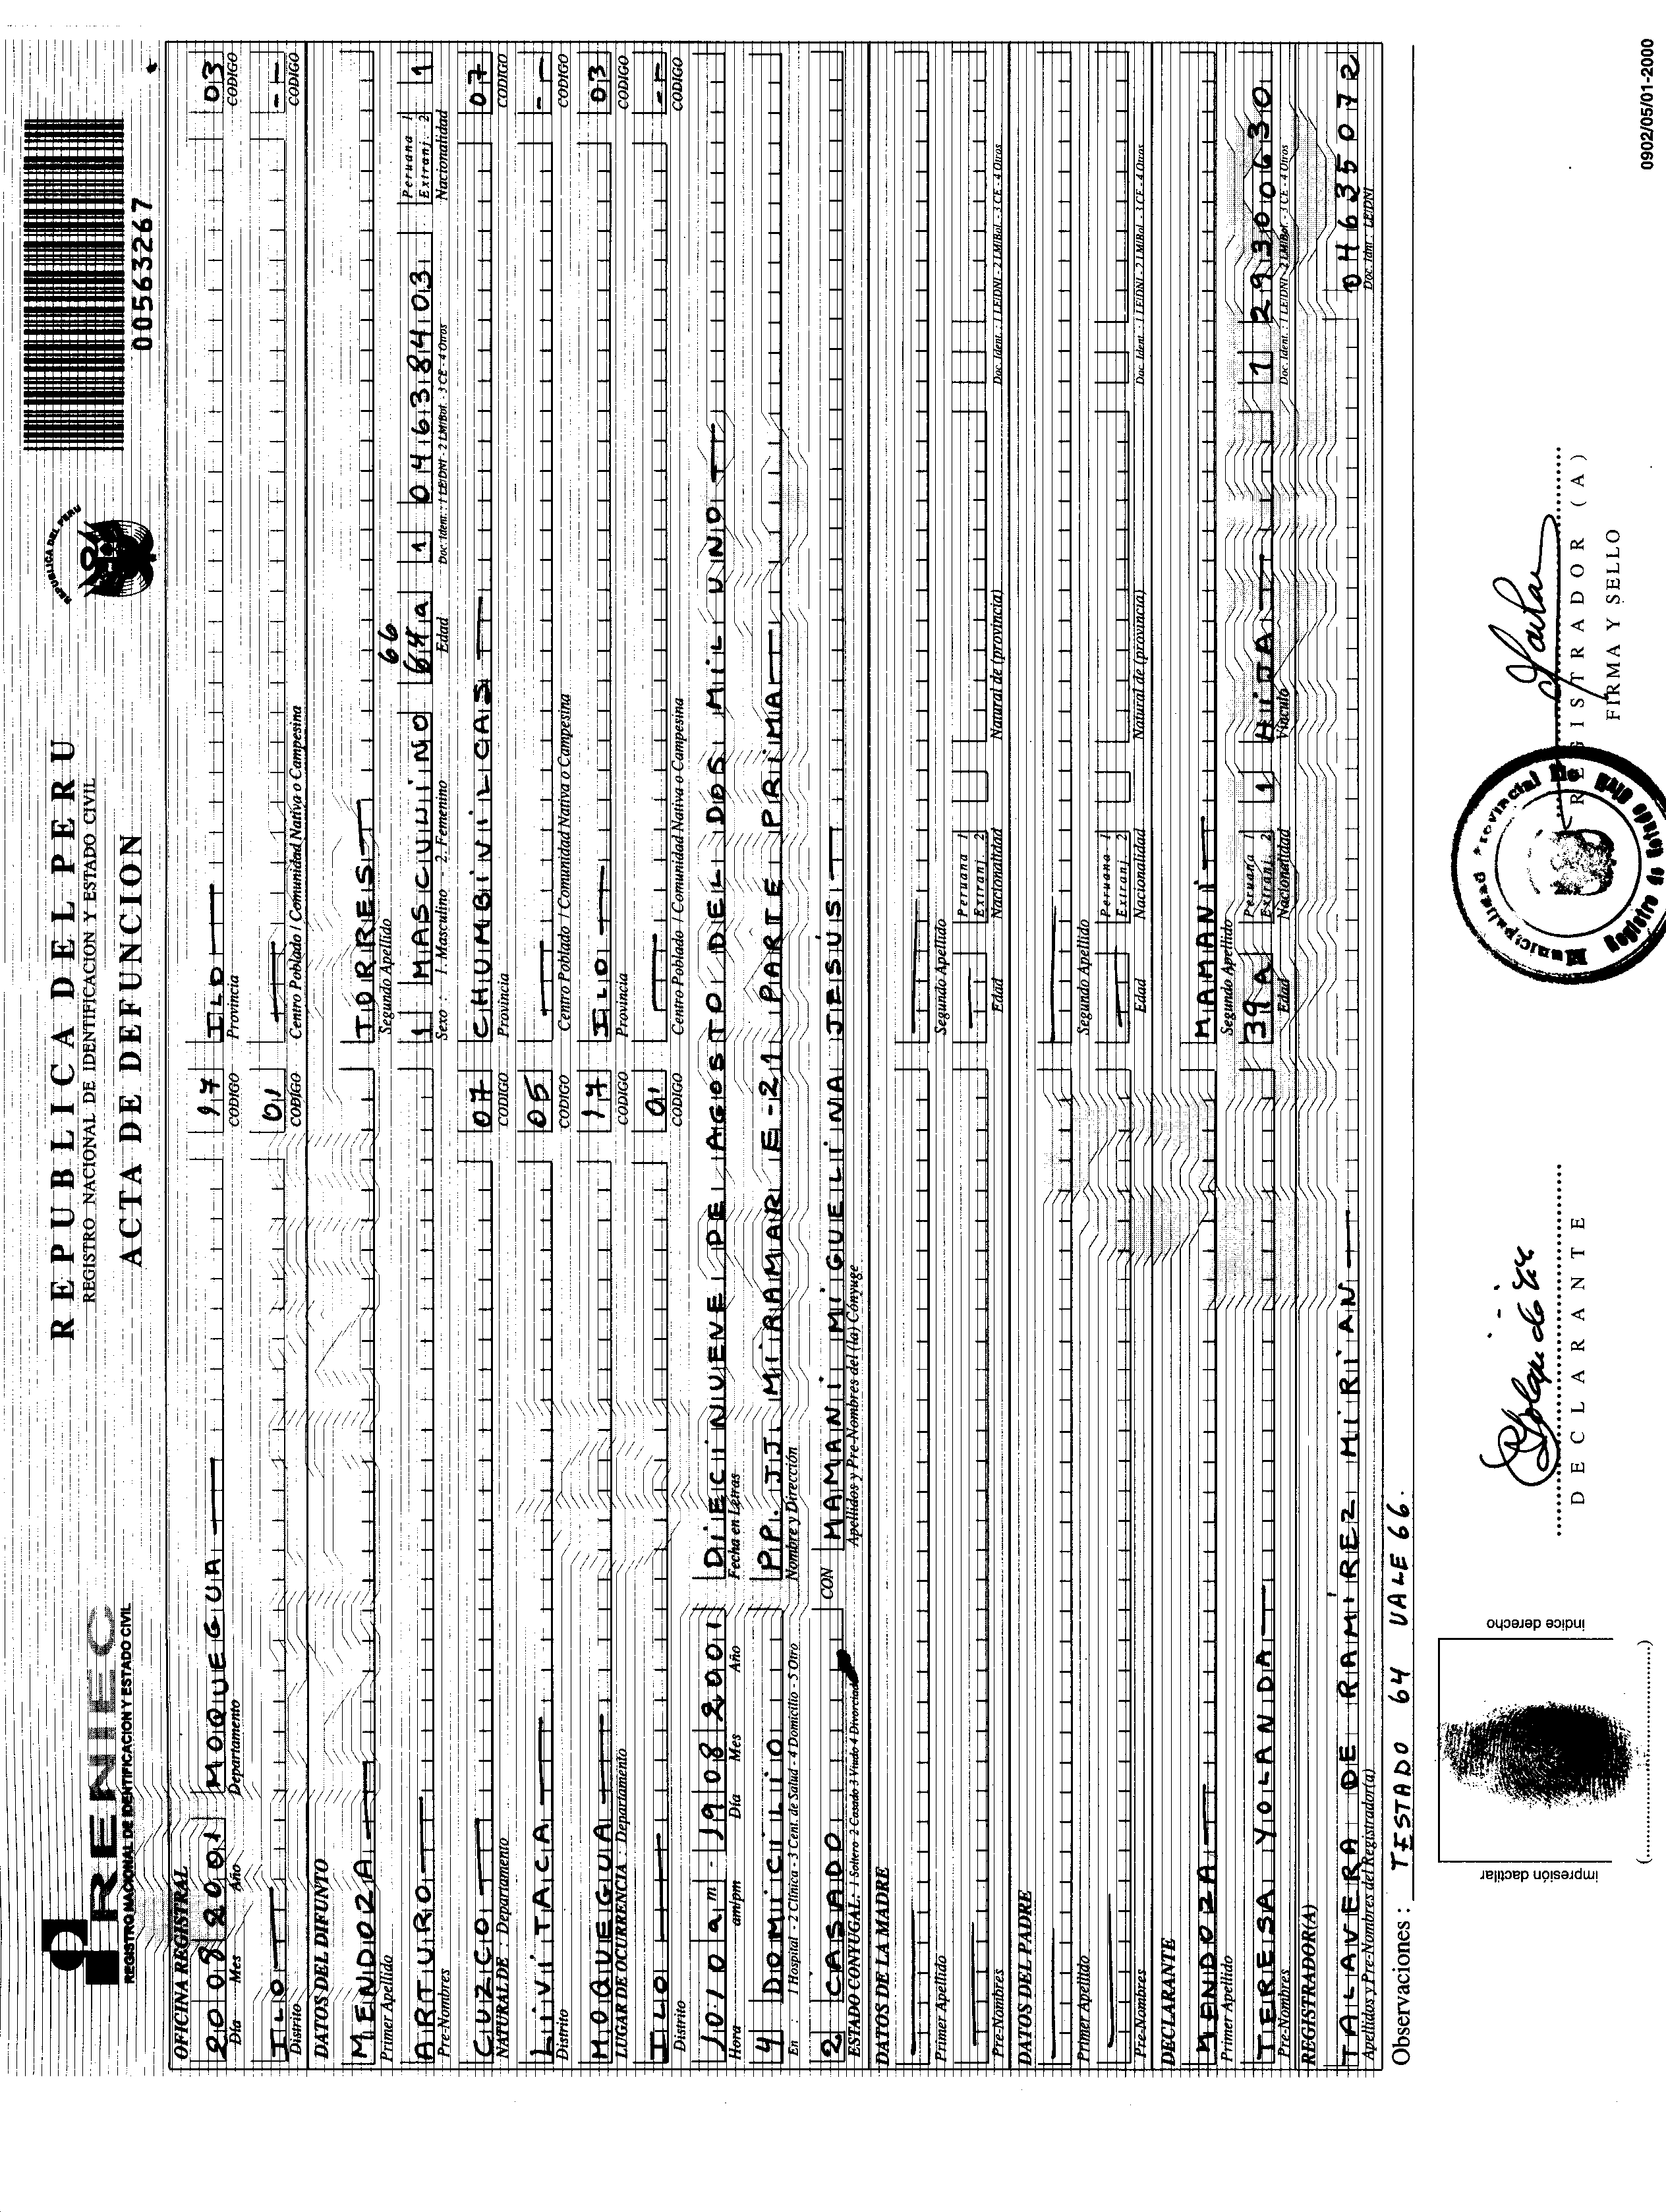 RENIEC
REGISTRO NACIONAL DE IDENTIFICACION Y ESTADO CIVIL
REPUBLICA DEL PERU
REGISTRO NACIONAL DE IDENTIFICACION Y ESTADO CIVIL
ACTA DE DEFUNCION
REPUBLICA DEL PERU
00563267
OFICINA REGISTRAL
20 08 2001 MOQUEGUA 17 ILO 03
Día Mes Año Departamento CODIGO Provincia CODIGO
ILO 01 --
Distrito CODIGO Centro Poblado / Comunidad Nativa o Campesina CODIGO
DATOS DEL DIFUNTO
MENDOZA TORRES
Primer Apellido Segundo Apellido
66
ARTURO 1 MASCULINO 64 a 1 04638403 Peruana 1 Extranj. 2 1
Pre-Nombres Sexo : 1- Masculino - 2. Femenino Edad Doc. Ident. : 1 LE/DNI - 2 LM/Bol. - 3 CE - 4 Otros Nacionalidad
CUZCO 07 CHUMBIVILCAS 07
NATURAL DE : Departamento CODIGO Provincia CODIGO
LIVITACA 05 --
Distrito CODIGO Centro Poblado / Comunidad Nativa o Campesina CODIGO
MOQUEGUA 17 ILO 03
LUGAR DE OCURRENCIA : Departamento CODIGO Provincia CODIGO
ILO 01 --
Distrito CODIGO Centro Poblado / Comunidad Nativa o Campesina CODIGO
10:10 am - 19 08 2001 DIECINUEVE DE AGOSTO DEL DOS MIL UNO
Hora am/pm Día Mes Año Fecha en Letras
4 DOMICILIO P.P. J.J. MIRAMAR E-21 PARTE PRIMA
En : 1 Hospital - 2 Clínica - 3 Cent. de Salud - 4 Domicilio - 5 Otro Nombre y Dirección
2 CASADO CON MAMANI MIGUELINA JESÚS
ESTADO CONYUGAL: 1 Soltero 2 Casado 3 Viudo 4 Divorciado Apellidos y Pre-Nombres del (la) Cónyuge
DATOS DE LA MADRE
Primer Apellido Segundo Apellido
Peruana 1 Extranj. 2
Pre-Nombres Edad Nacionalidad Natural de (provincia) Doc. Ident. : 1 LE/DNI - 2 LM/Bol. - 3 CE - 4 Otros
DATOS DEL PADRE
Primer Apellido Segundo Apellido
Peruana 1 Extranj. 2
Pre-Nombres Edad Nacionalidad Natural de (provincia) Doc. Ident. : 1 LE/DNI - 2 LM/Bol. - 3 CE - 4 Otros
DECLARANTE
MENDOZA MAMANI
Primer Apellido Segundo Apellido
TERESA YOLANDA 39 A Peruana 1 Extranj. 2 1 HIJA 1 29300630
Pre-Nombres Edad Nacionalidad Vínculo Doc. Ident. : 1 LE/DNI - 2 LM/Bol. - 3 CE - 4 Otros
REGISTRADOR(A)
TALAVERA DE RAMÍREZ MIRIAN 04635072
Apellidos y Pre-Nombres del Registrador(a) Doc. Idnt : LE/DNI
Observaciones : TESTADO 64 VALE 66.
impresión dactilar
indice derecho
DECLARANTE
Municipalidad Provincial De
Registro de Estado
REGISTRADOR (A)
FIRMA Y SELLO
0902/05/01-2000